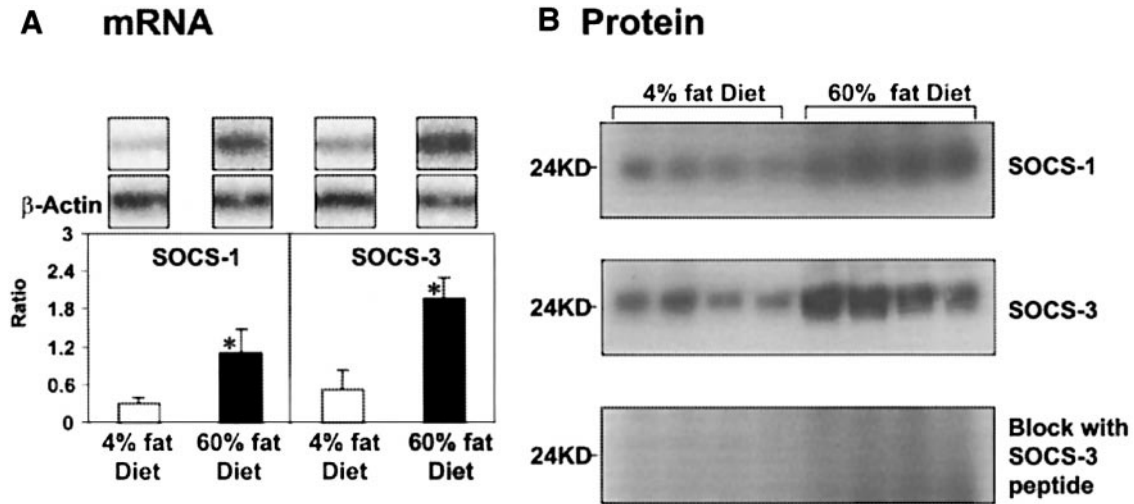 A mRNA
β-Actin
3
2.4
1.8
1.2
0.6
0
Ratio
SOCS-1
SOCS-3
*
*
4% fat Diet
60% fat Diet
4% fat Diet
60% fat Diet
B Protein
4% fat Diet
60% fat Diet
24KD-
SOCS-1
24KD-
SOCS-3
24KD-
Block with
SOCS-3
peptide